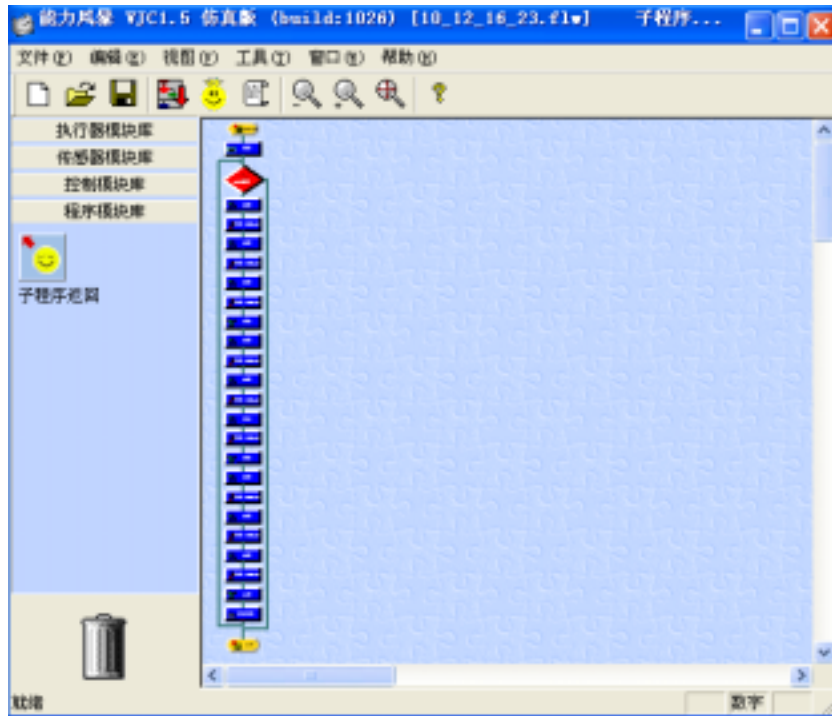 能力风暴 VJC1.5 仿真版 (build:1026) [10_12_16_23.flw] 子程序...
文件(F) 编辑(E) 视图(V) 工具(T) 窗口(W) 帮助(H)
执行器模块库
传感器模块库
控制模块库
程序模块库
子程序返回
就绪
数字